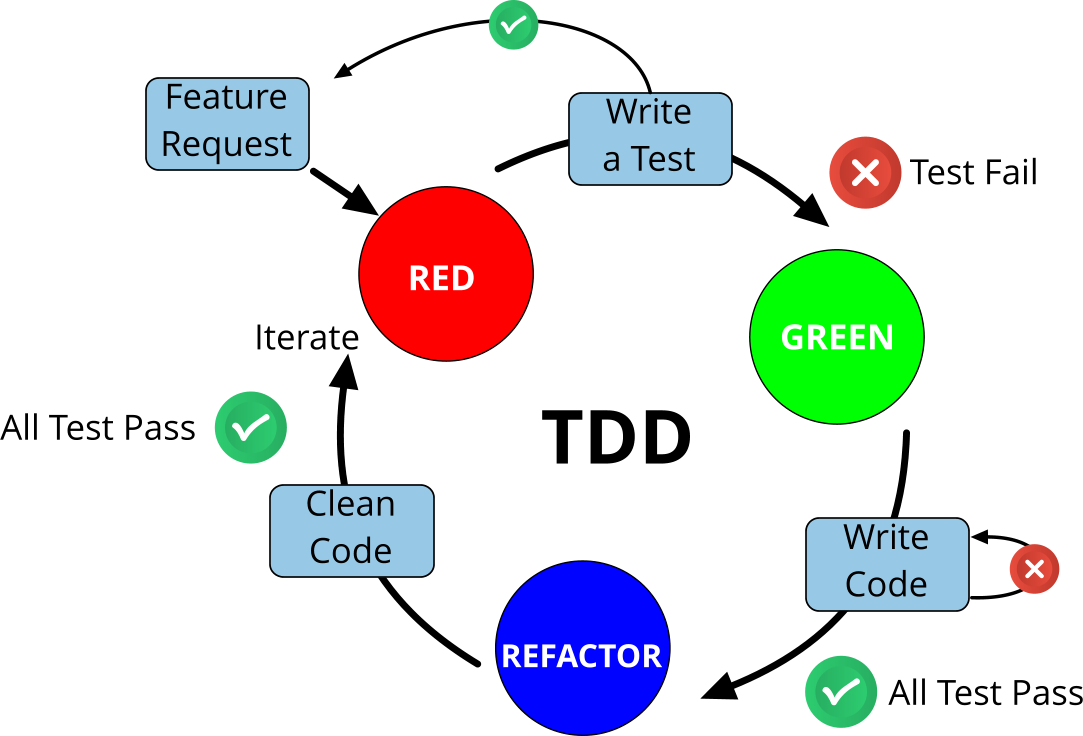 Feature
Request
Write
a Test
Test Fail
RED
GREEN
Iterate
All Test Pass
TDD
Clean
Code
Write
Code
REFACTOR
All Test Pass